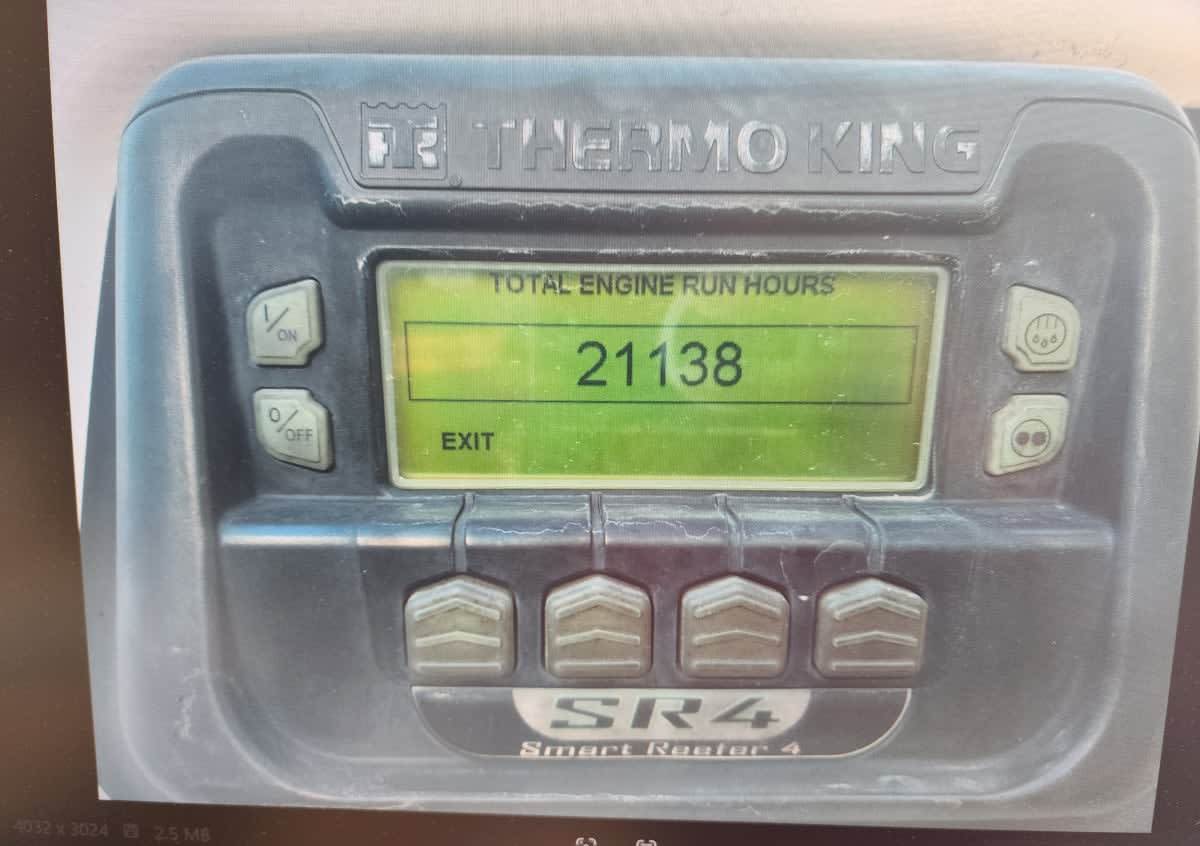 TK ® THERMO KING
TOTAL ENGINE RUN HOURS
I/ON
21138
O/OFF
EXIT
SR4
Smart Reefer 4
4032 x 3024 2.5 MB